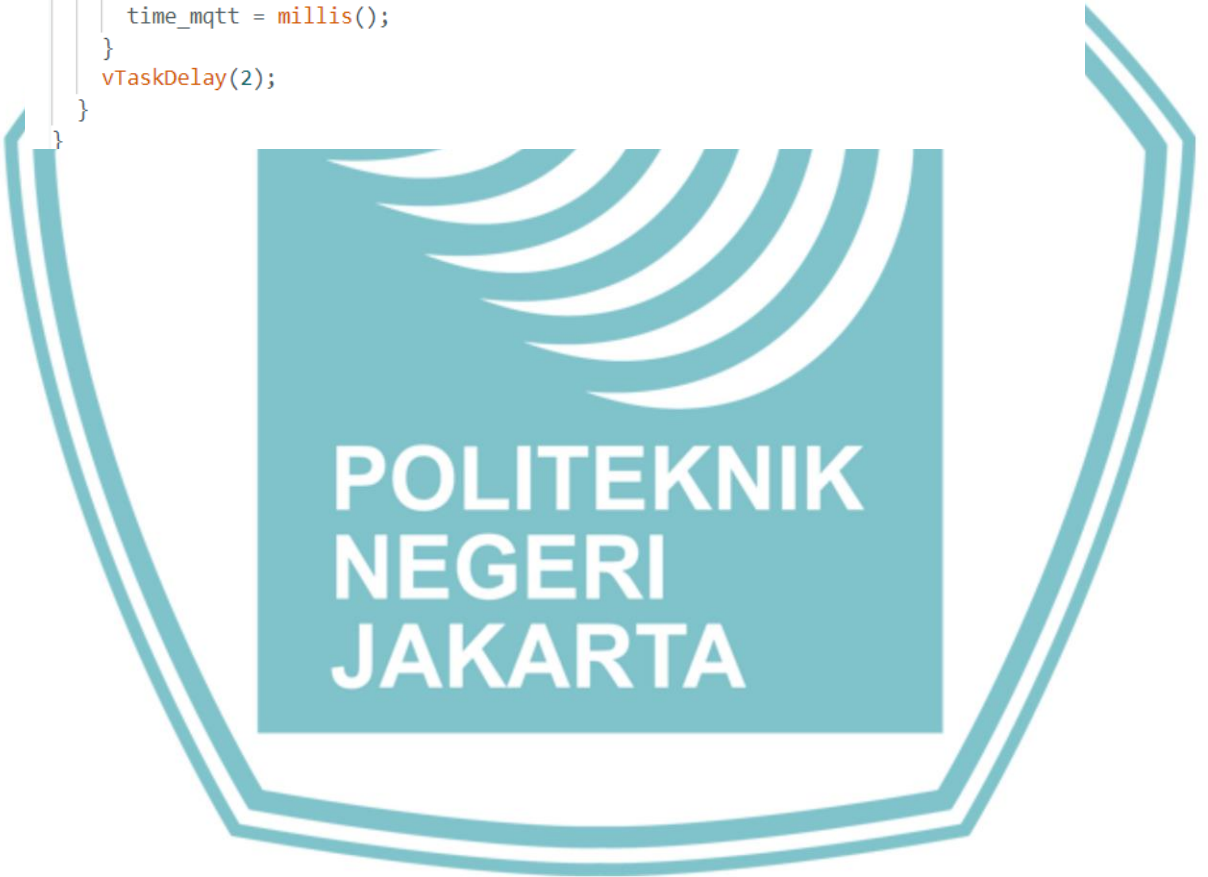 time_mqtt = millis();
}
vTaskDelay(2);
}
}
POLITEKNIK
NEGERI
JAKARTA